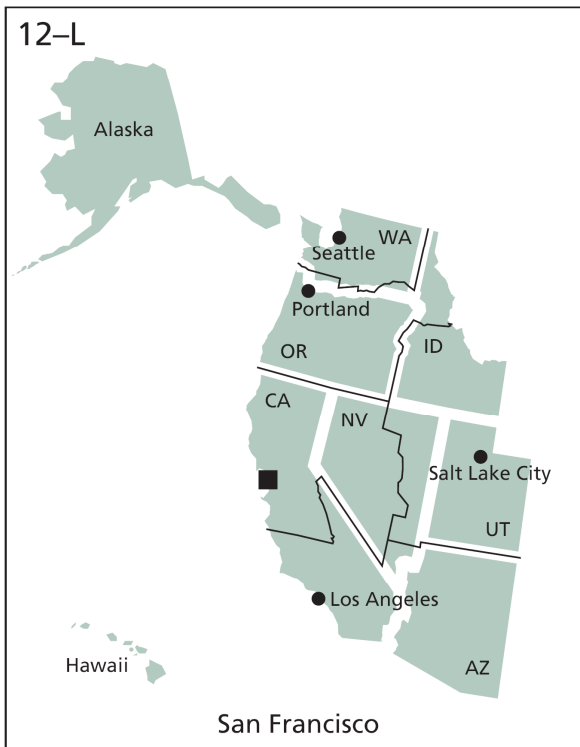 12–L
Alaska
WA
Seattle
Portland
OR
ID
CA
NV
Salt Lake City
UT
Los Angeles
Hawaii
AZ
San Francisco